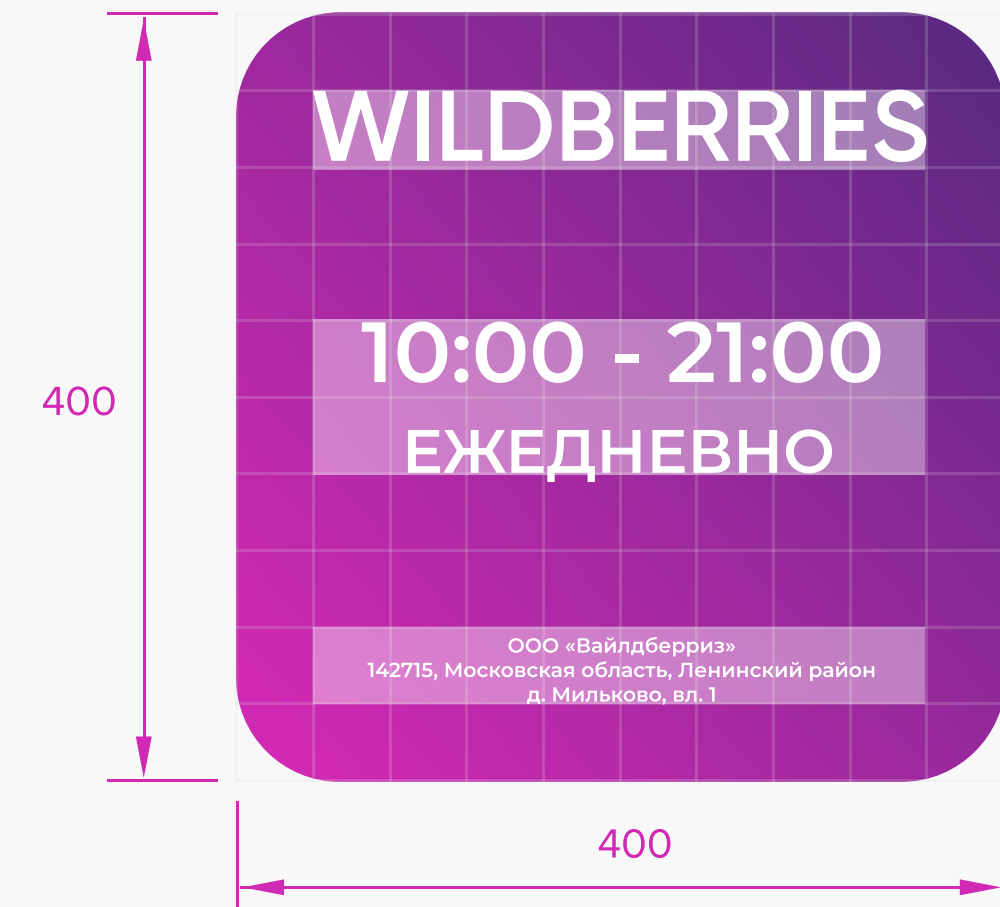 WILDBERRIES
10:00 - 21:00
ЕЖЕДНЕВНО
400
ООО «Вайлдберриз»
142715, Московская область, Ленинский район
д. Мильково, вл. 1
400